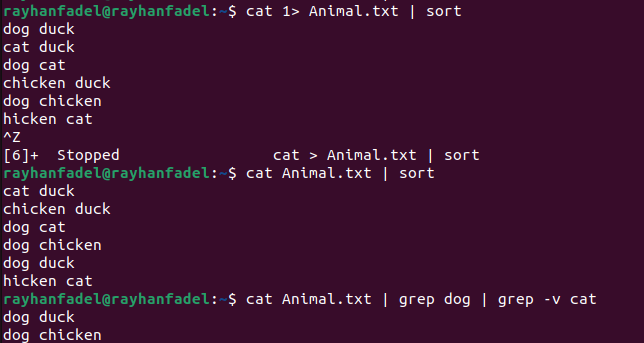 rayhanfadel@rayhanfadel:~$ cat 1> Animal.txt | sort
dog duck
cat duck
dog cat
chicken duck
dog chicken
hicken cat
^Z
[6]+  Stopped                 cat > Animal.txt | sort
rayhanfadel@rayhanfadel:~$ cat Animal.txt | sort
cat duck
chicken duck
dog cat
dog chicken
dog duck
hicken cat
rayhanfadel@rayhanfadel:~$ cat Animal.txt | grep dog | grep -v cat
dog duck
dog chicken